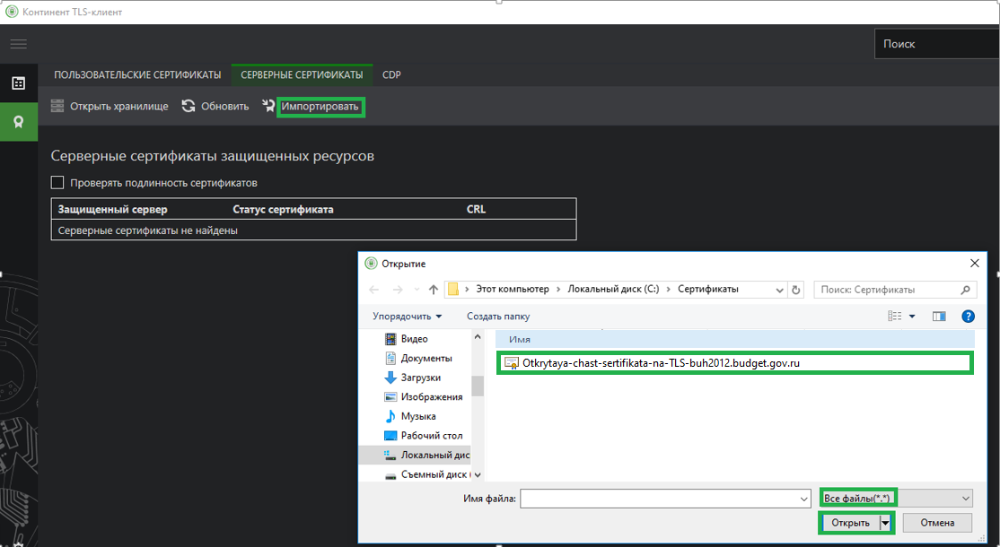 Континент TLS-клиент
Поиск
ПОЛЬЗОВАТЕЛЬСКИЕ СЕРТИФИКАТЫ СЕРВЕРНЫЕ СЕРТИФИКАТЫ CDP
Открыть хранилище Обновить Импортировать
Серверные сертификаты защищенных ресурсов
Проверять подлинность сертификатов
Защищенный сервер Статус сертификата CRL
Серверные сертификаты не найдены
Открытие
Этот компьютер › Локальный диск (C:) › Сертификаты
Поиск: Сертификаты
Упорядочить Создать папку
Видео
Имя
Документы
Otkrytaya-chast-sertifikata-na-TLS-buh2012.budget.gov.ru
Загрузки
Изображения
Музыка
Рабочий стол
Локальный дис
Съемный диск (
Имя файла:
Все файлы(*.*)
Открыть Отмена